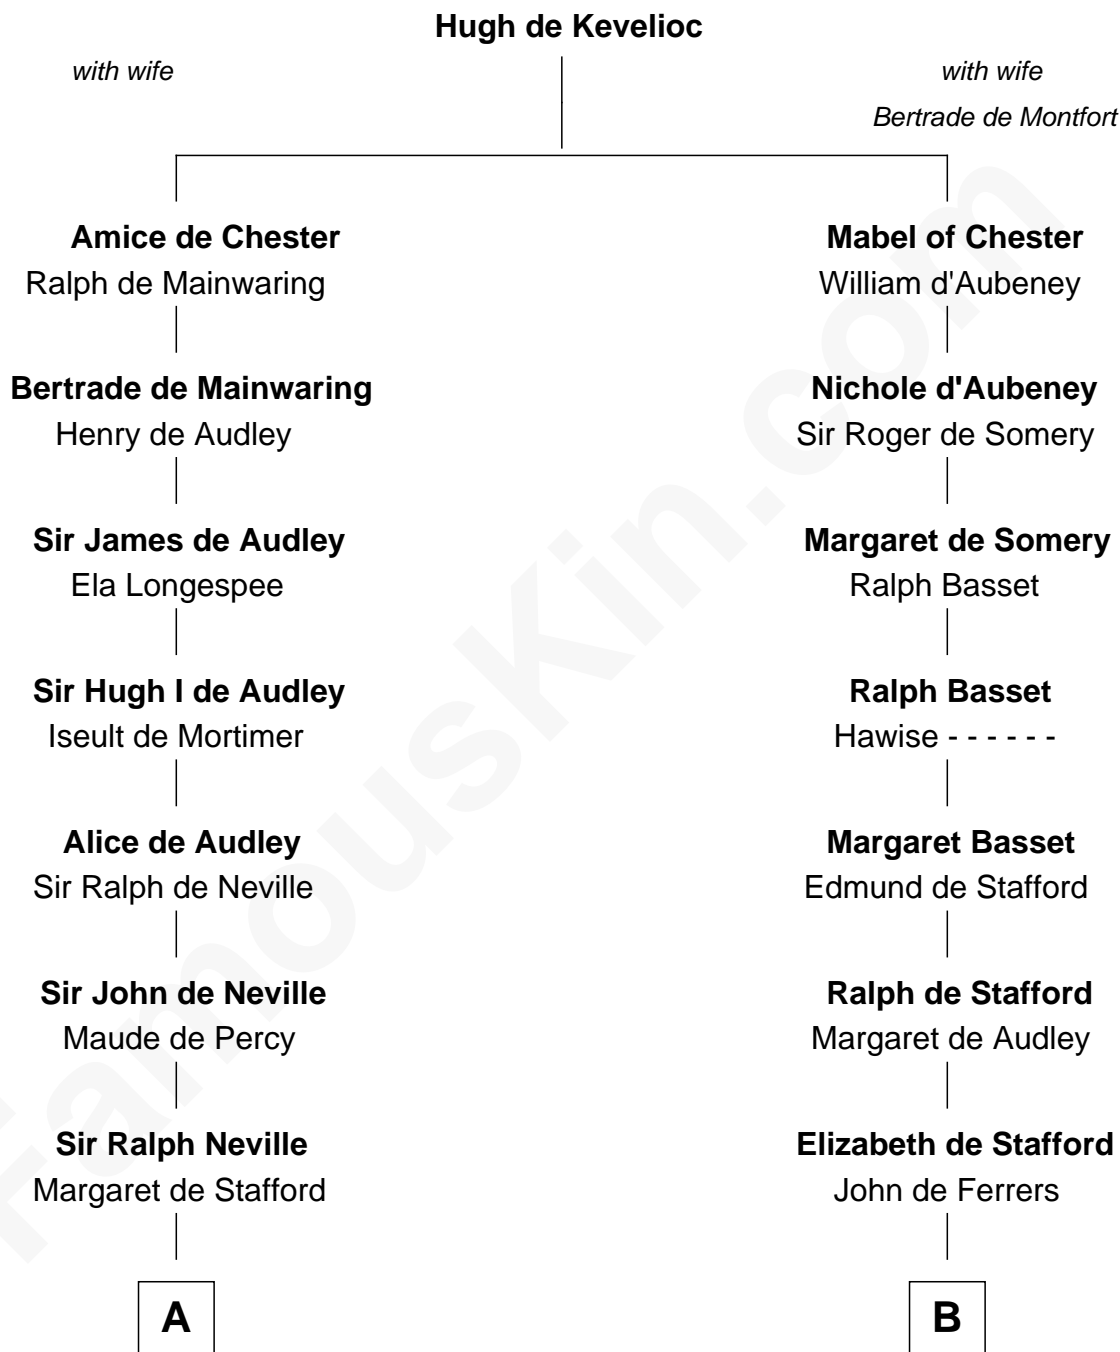 Hugh de Kevelioc
with wife
with wife
Bertrade de Montfort
Amice de Chester
Ralph de Mainwaring
Mabel of Chester
William d'Aubeney
Bertrade de Mainwaring
Henry de Audley
Nichole d'Aubeney
Sir Roger de Somery
Sir James de Audley
Ela Longespee
Margaret de Somery
Ralph Basset
Sir Hugh I de Audley
Iseult de Mortimer
Ralph Basset
Hawise - - - - - -
Alice de Audley
Sir Ralph de Neville
Margaret Basset
Edmund de Stafford
Sir John de Neville
Maude de Percy
Ralph de Stafford
Margaret de Audley
Sir Ralph Neville
Margaret de Stafford
Elizabeth de Stafford
John de Ferrers
A
B
FamousKin.com